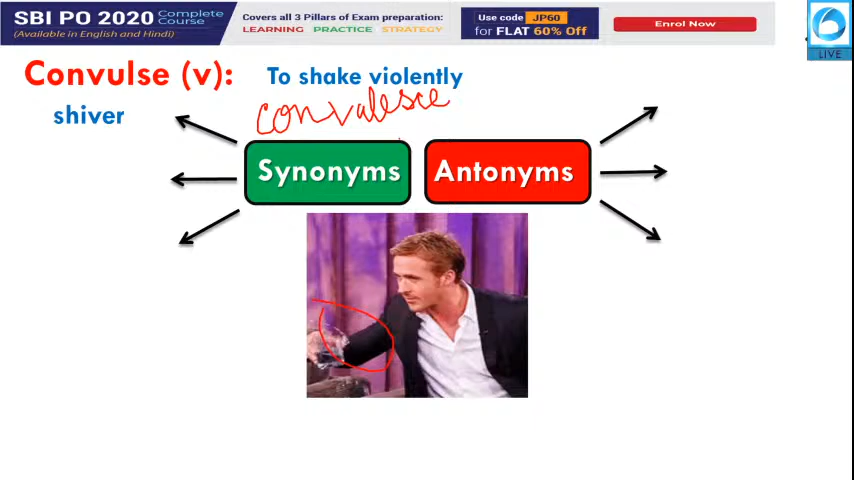 SBI PO 2020 Complete Course
(Available in English and Hindi)
Covers all 3 Pillars of Exam preparation:
LEARNING PRACTICE STRATEGY
Use code JP60
for FLAT 60% Off
Enrol Now
LIVE
Convulse (v): To shake violently
shiver
convalesce
Synonyms
Antonyms